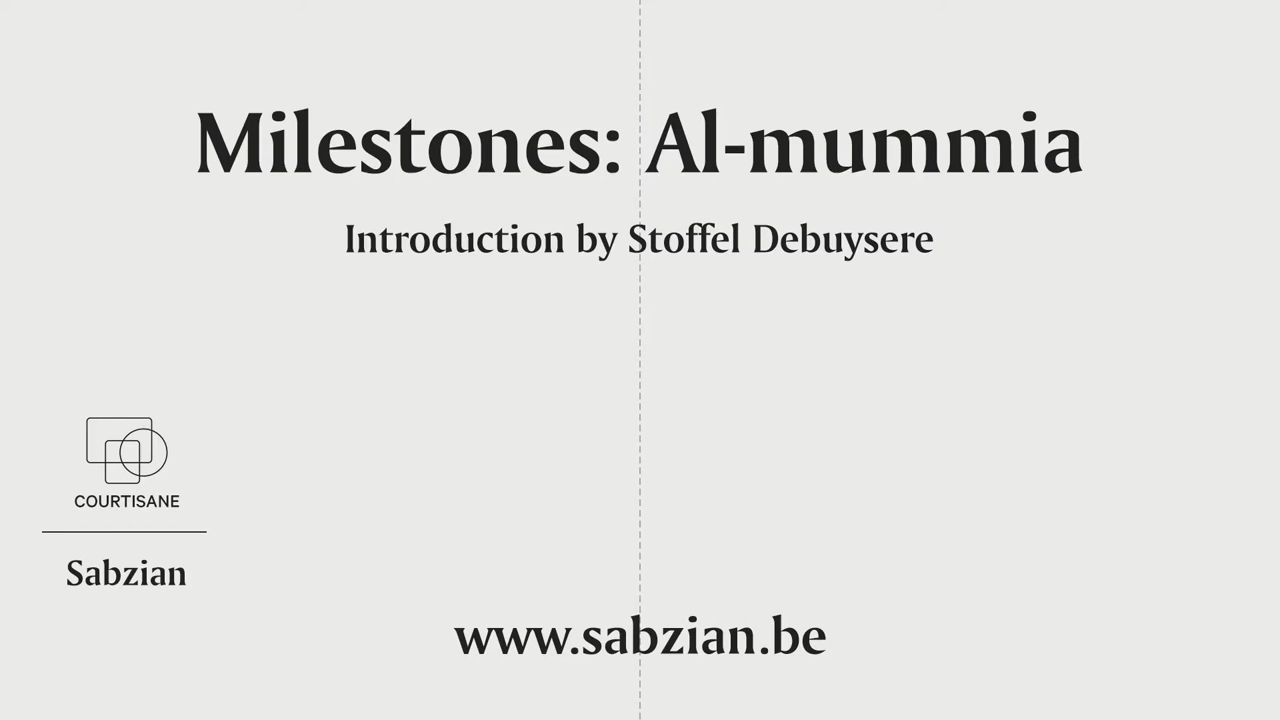 Milestones: Al-mummia
Introduction by Stoffel Debuysere
COURTISANE
Sabzian
www.sabzian.be